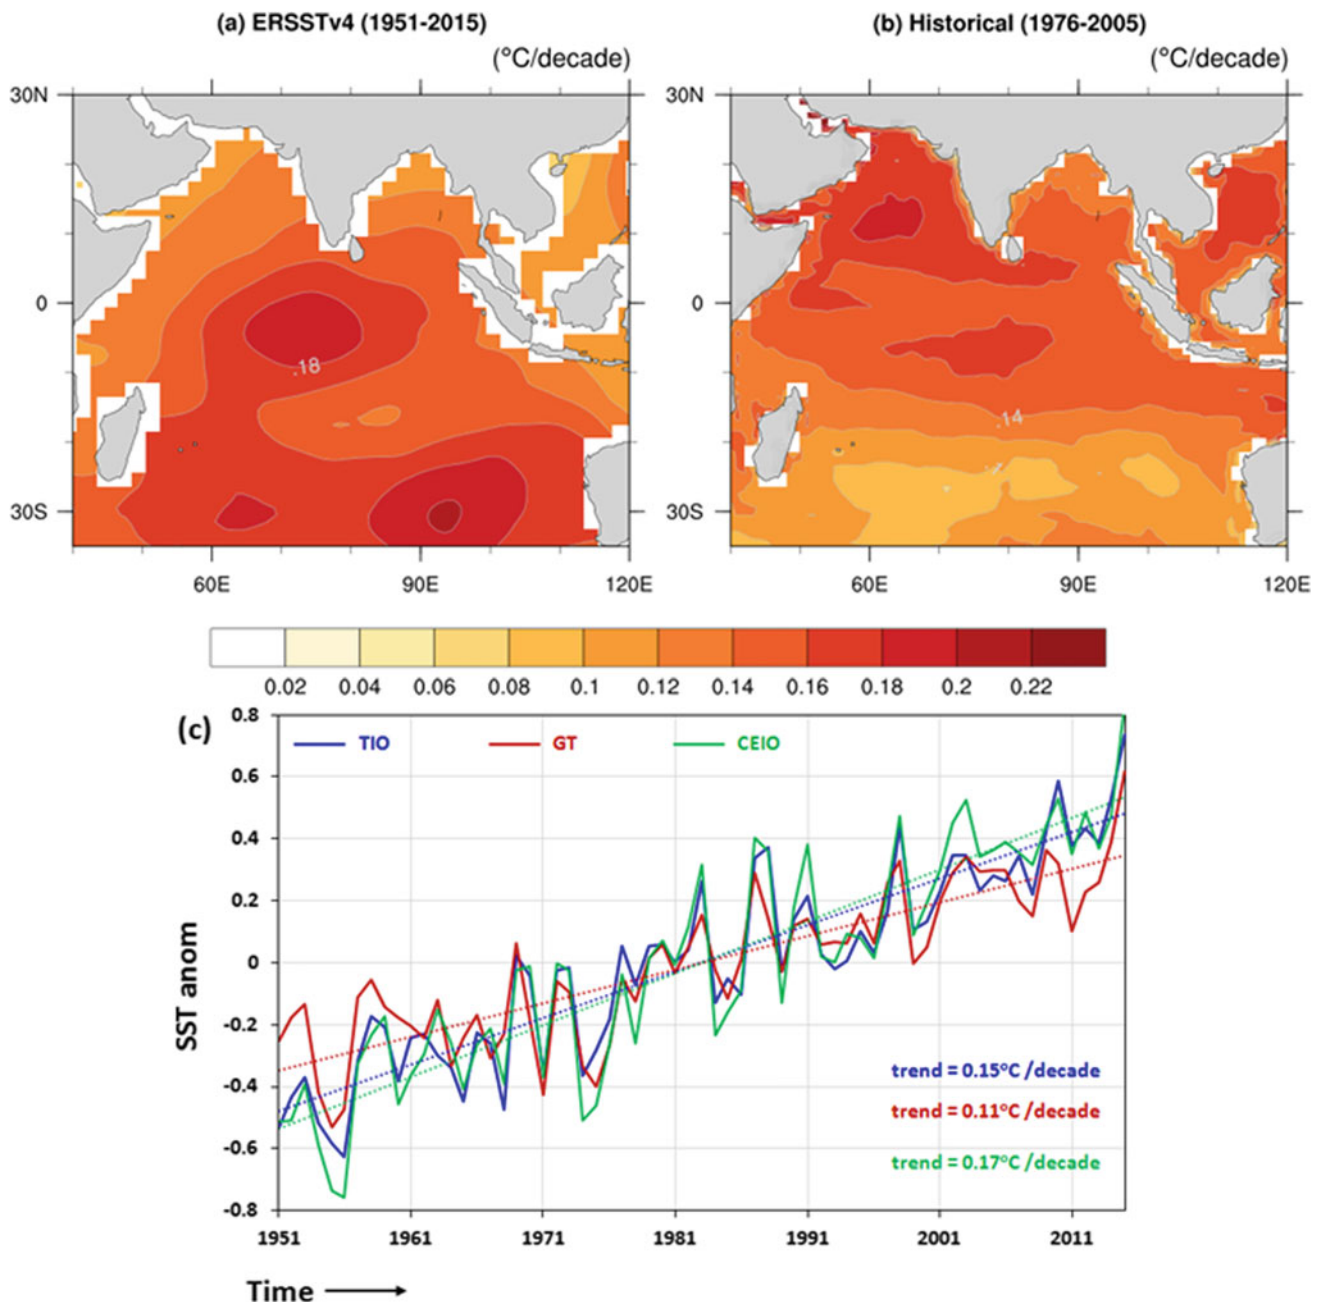 (a) ERSSTv4 (1951-2015) (b) Historical (1976-2005)
(°C/decade) (°C/decade)
30N 30N
0 0
.18
.14
30S 30S
60E 90E 120E 60E 90E 120E
0.02 0.04 0.06 0.08 0.1 0.12 0.14 0.16 0.18 0.2 0.22
(c)
TIO GT CEIO
0.8
0.6
0.4
0.2
0
-0.2
-0.4
-0.6
-0.8
SST anom
trend = 0.15°C /decade
trend = 0.11°C /decade
trend = 0.17°C /decade
1951 1961 1971 1981 1991 2001 2011
Time